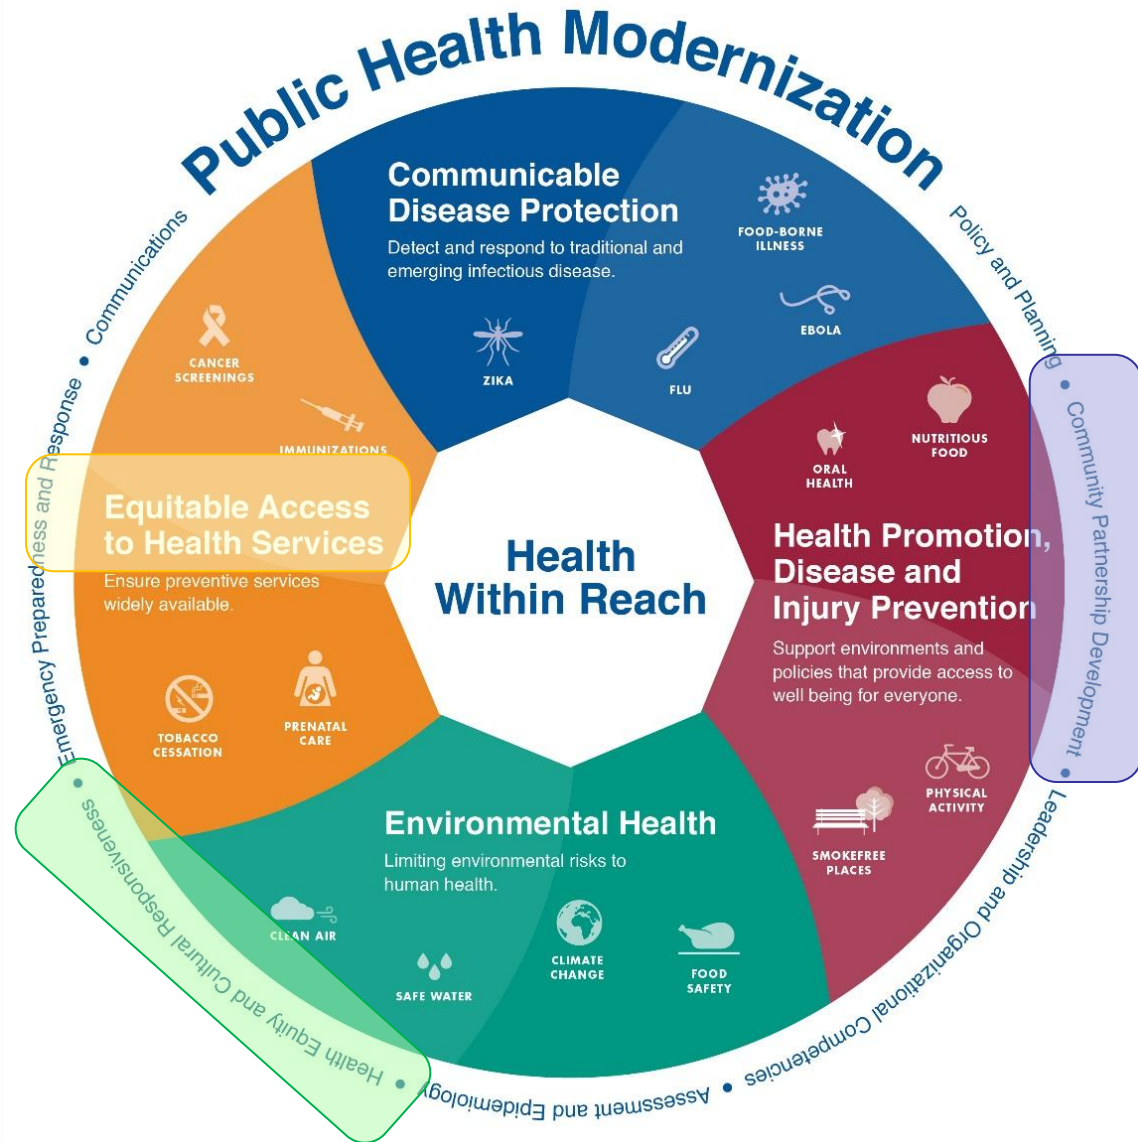 Public Health Modernization
Communicable
Disease Protection
Detect and respond to traditional and
emerging infectious disease.
ZIKA
FLU
FOOD-BORNE
ILLNESS
EBOLA
NUTRITIOUS
FOOD
ORAL
HEALTH
Health Promotion,
Disease and
Injury Prevention
Support environments and
policies that provide access to
well being for everyone.
PHYSICAL
ACTIVITY
SMOKEFREE
PLACES
Environmental Health
Limiting environmental risks to
human health.
CLEAN AIR
SAFE WATER
CLIMATE
CHANGE
FOOD
SAFETY
CANCER
SCREENINGS
IMMUNIZATIONS
Equitable Access
to Health Services
Ensure preventive services
widely available.
TOBACCO
CESSATION
PRENATAL
CARE
Health
Within Reach
Policy and Planning • Community Partnership Development • Leadership and Organizational Competencies • Assessment and Epidemiology • Health Equity and Cultural Responsiveness • Emergency Preparedness and Response • Communications